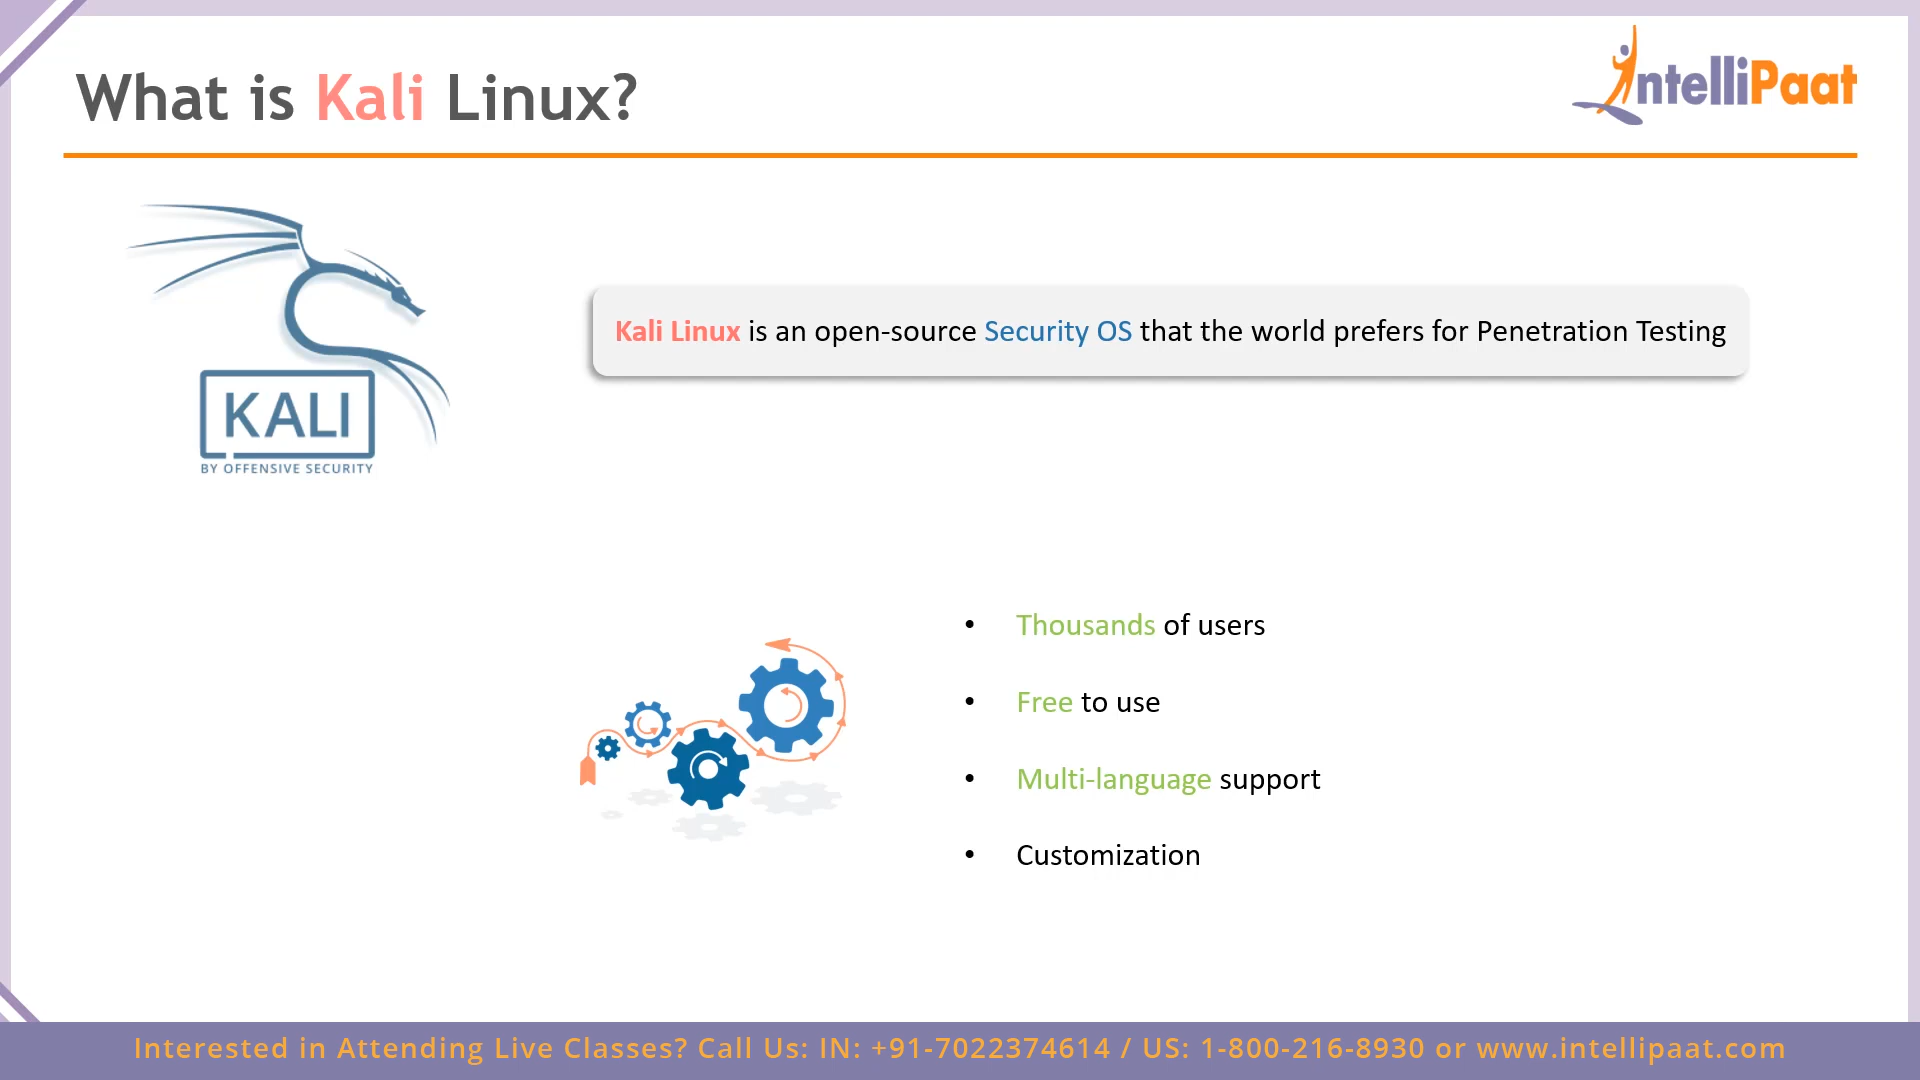 What is Kali Linux?
IntelliPaat
KALI
BY OFFENSIVE SECURITY
Kali Linux is an open-source Security OS that the world prefers for Penetration Testing
• Thousands of users
• Free to use
• Multi-language support
• Customization
Interested in Attending Live Classes? Call Us: IN: +91-7022374614 / US: 1-800-216-8930 or www.intellipaat.com